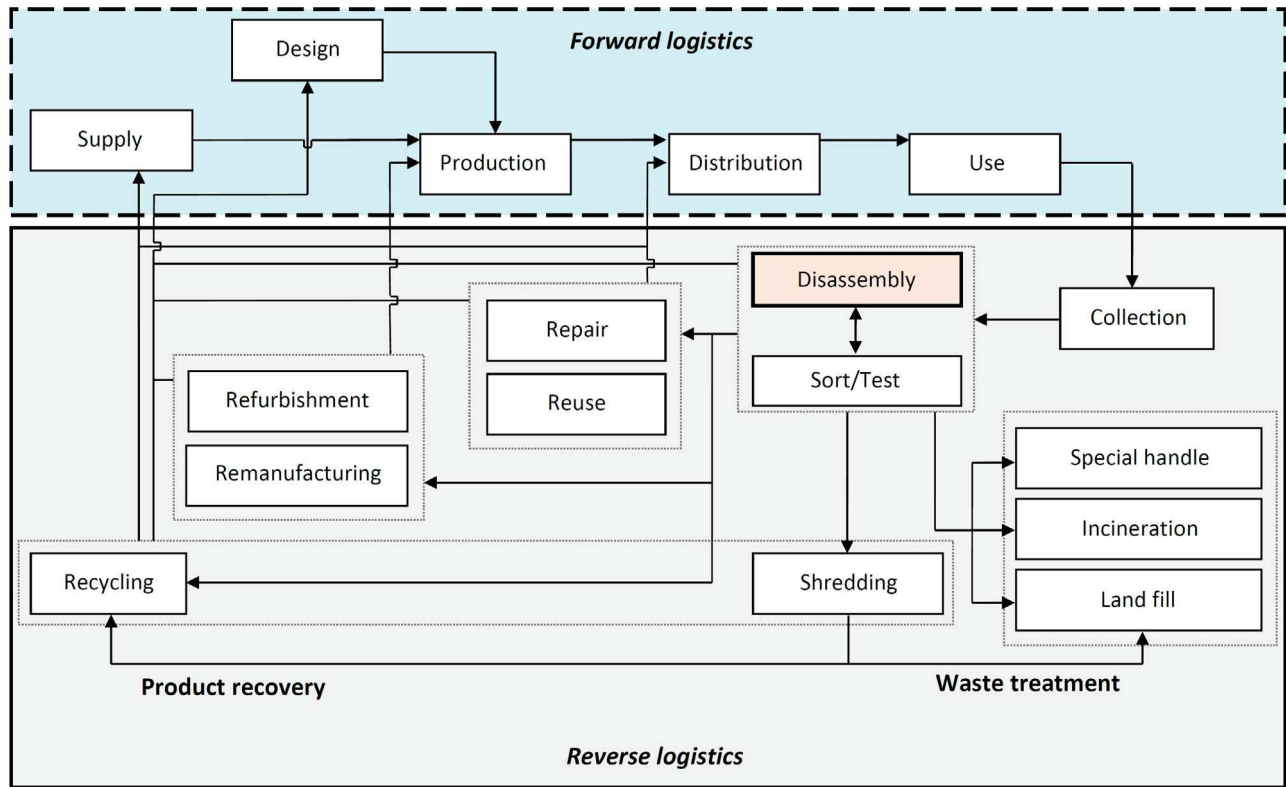 Forward logistics
Design
Supply
Production
Distribution
Use
Disassembly
Collection
Repair
Sort/Test
Refurbishment
Reuse
Remanufacturing
Special handle
Incineration
Recycling
Shredding
Land fill
Product recovery
Waste treatment
Reverse logistics